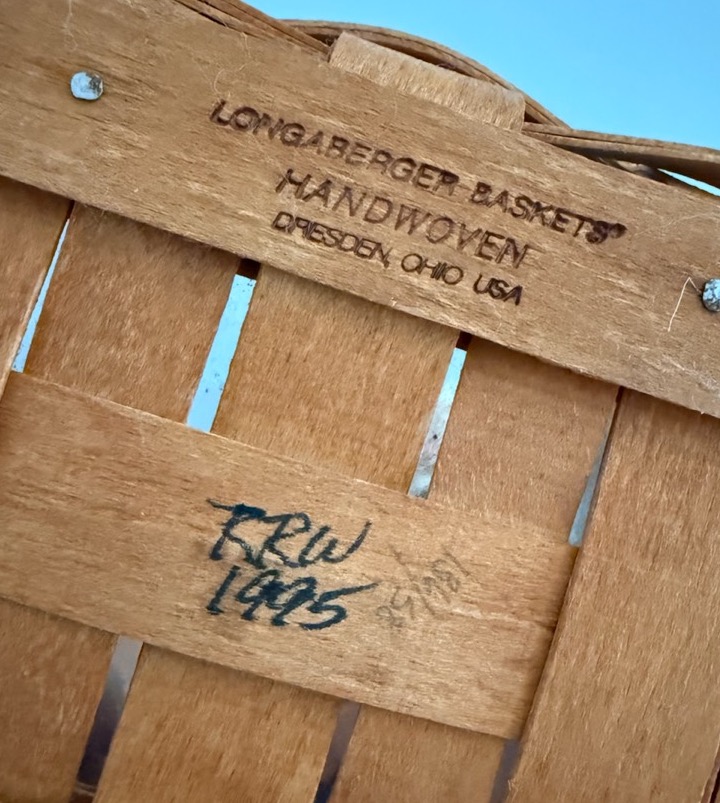 LONGABERGER BASKETS®
HANDWOVEN
DRESDEN, OHIO USA
RRW
1995